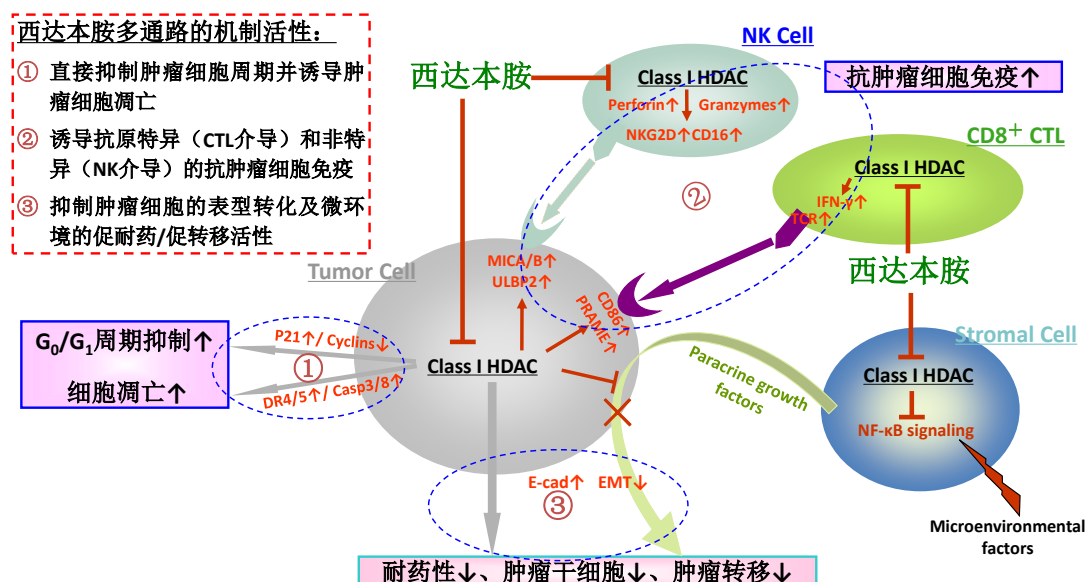 西达本胺多通路的机制活性：
① 直接抑制肿瘤细胞周期并诱导肿
瘤细胞凋亡
② 诱导抗原特异（CTL介导）和非特
异（NK介导）的抗肿瘤细胞免疫
③ 抑制肿瘤细胞的表型转化及微环
境的促耐药/促转移活性
NK Cell
西达本胺
Class I HDAC
Perforin↑ Granzymes↑
NKG2D↑CD16↑
抗肿瘤细胞免疫↑
CD8⁺ CTL
Class I HDAC
IFN-γ↑
TCR↑
②
西达本胺
Tumor Cell
MICA/B↑
ULBP2↑
CD86↑
PRAME↑
Class I HDAC
G₀/G₁周期抑制↑
细胞凋亡↑
P21↑/ Cyclins↓
①
DR4/5↑/ Casp3/8↑
Paracrine growth
factors
Stromal Cell
Class I HDAC
NF-κB signaling
Microenvironmental
factors
E-cad↑ EMT↓
③
耐药性↓、肿瘤干细胞↓、肿瘤转移↓